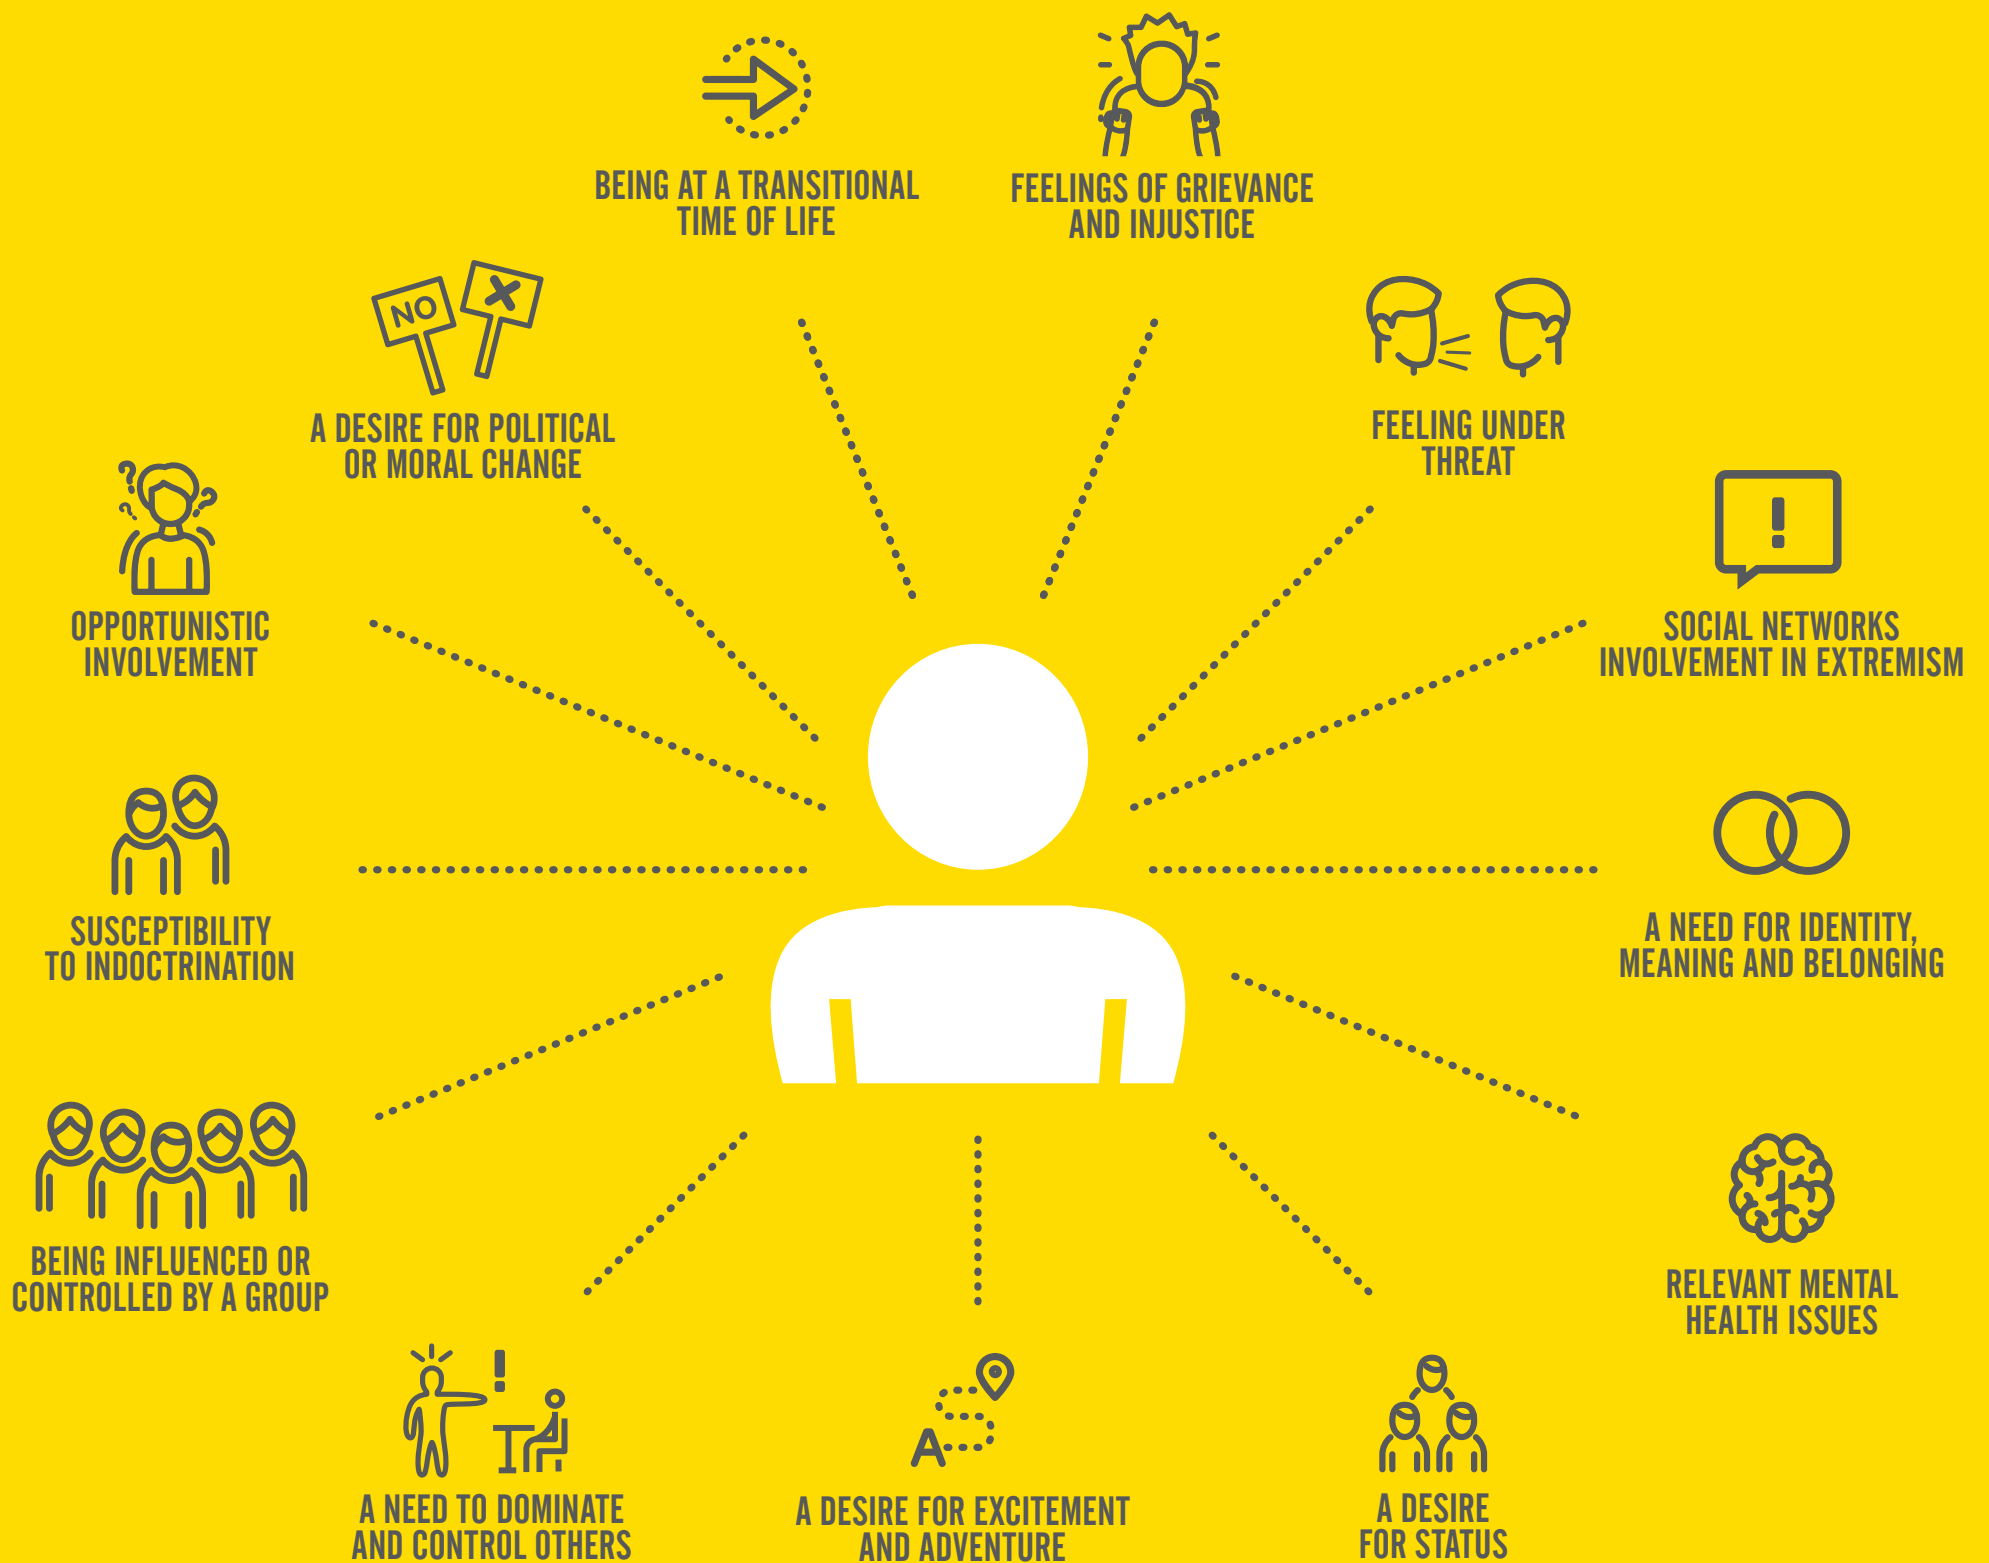 BEING AT A TRANSITIONAL
TIME OF LIFE
FEELINGS OF GRIEVANCE
AND INJUSTICE
NO
A DESIRE FOR POLITICAL
OR MORAL CHANGE
FEELING UNDER
THREAT
!
OPPORTUNISTIC
INVOLVEMENT
SOCIAL NETWORKS
INVOLVEMENT IN EXTREMISM
SUSCEPTIBILITY
TO INDOCTRINATION
A NEED FOR IDENTITY,
MEANING AND BELONGING
BEING INFLUENCED OR
CONTROLLED BY A GROUP
RELEVANT MENTAL
HEALTH ISSUES
!
A
A NEED TO DOMINATE
AND CONTROL OTHERS
A DESIRE FOR EXCITEMENT
AND ADVENTURE
A DESIRE
FOR STATUS